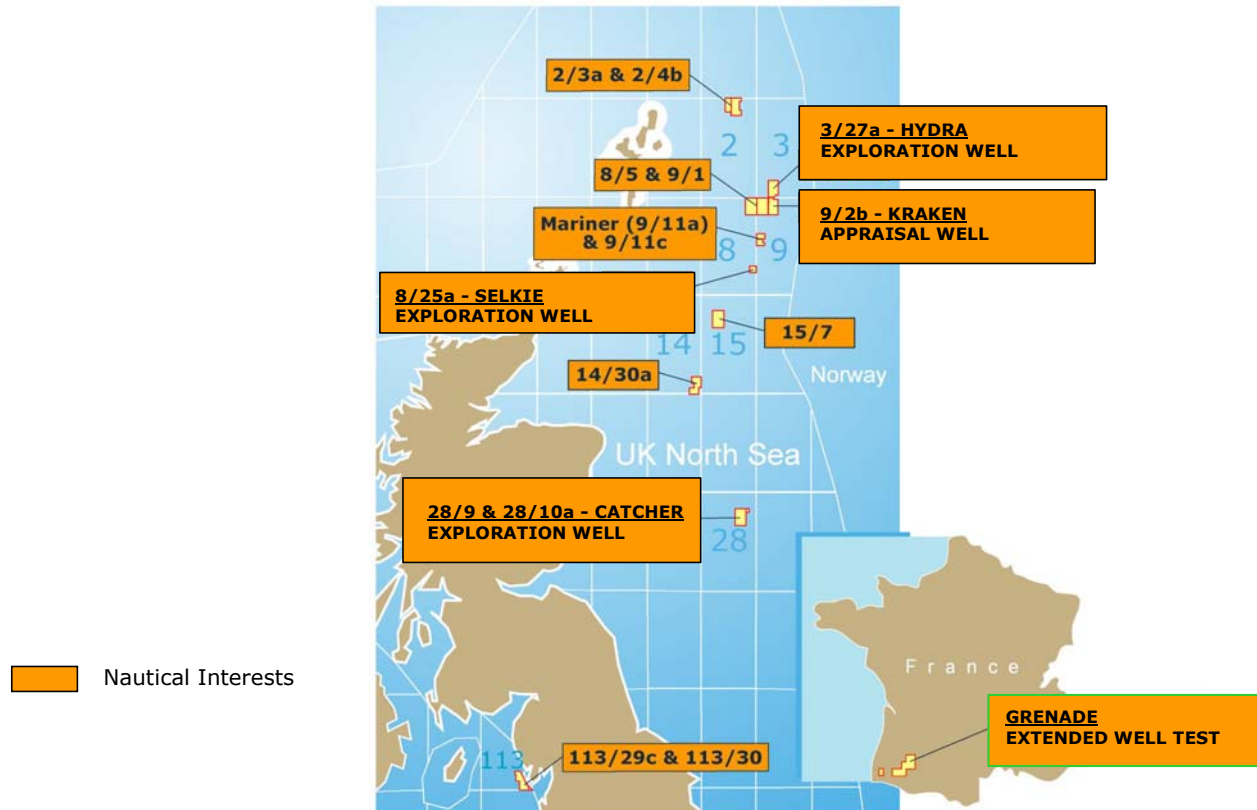 2/3a & 2/4b
3/27a - HYDRA
EXPLORATION WELL
2
3
8/5 & 9/1
9/2b - KRAKEN
APPRAISAL WELL
Mariner (9/11a)
& 9/11c
8
9
8/25a - SELKIE
EXPLORATION WELL
15/7
14
15
14/30a
Norway
UK North Sea
28/9 & 28/10a - CATCHER
EXPLORATION WELL
28
France
Nautical Interests
GRENADE
EXTENDED WELL TEST
113
113/29c & 113/30